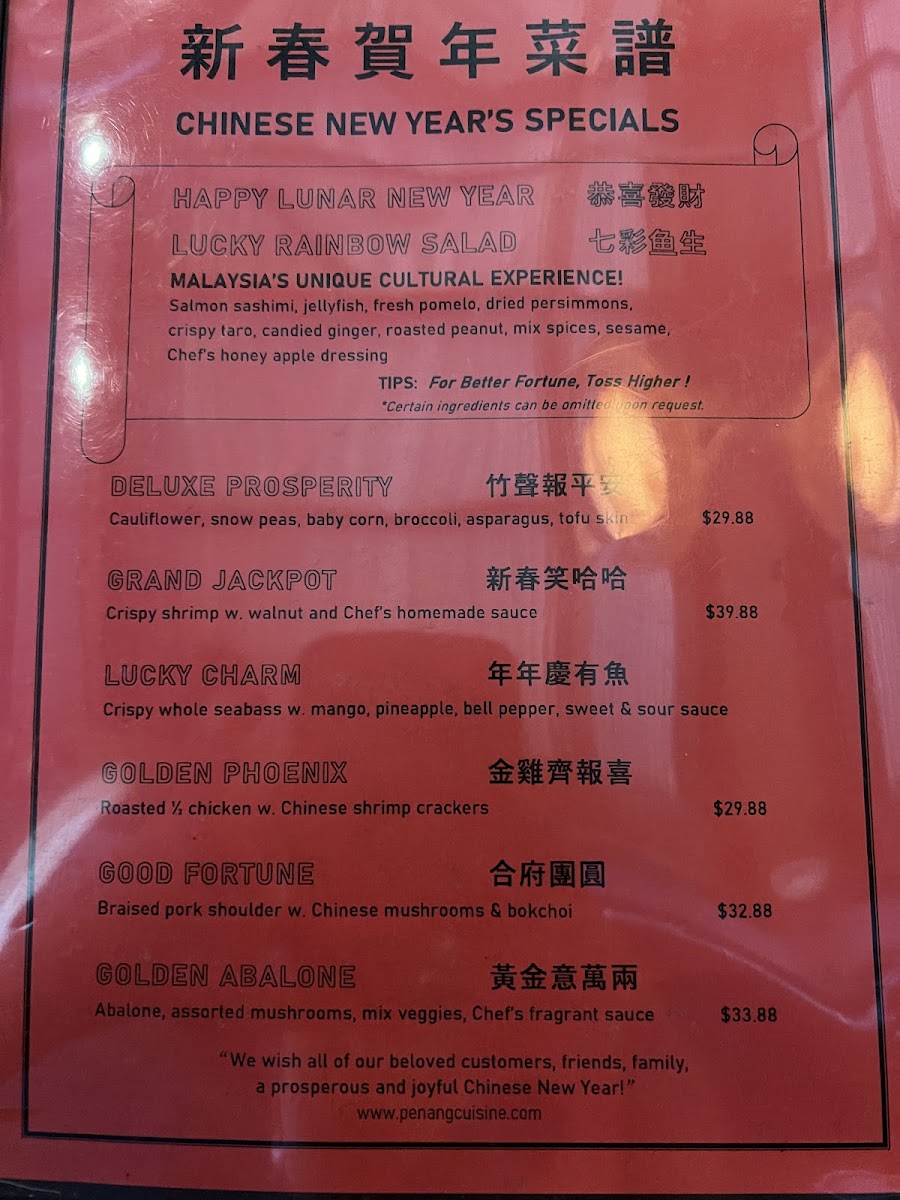 新春賀年菜譜
CHINESE NEW YEAR'S SPECIALS
HAPPY LUNAR NEW YEAR 恭喜發財
LUCKY RAINBOW SALAD 七彩鱼生
MALAYSIA'S UNIQUE CULTURAL EXPERIENCE!
Salmon sashimi, jellyfish, fresh pomelo, dried persimmons,
crispy taro, candied ginger, roasted peanut, mix spices, sesame,
Chef's honey apple dressing
TIPS: For Better Fortune, Toss Higher !
*Certain ingredients can be omitted upon request.
DELUXE PROSPERITY 竹聲報平安
Cauliflower, snow peas, baby corn, broccoli, asparagus, tofu skin $29.88
GRAND JACKPOT 新春笑哈哈
Crispy shrimp w. walnut and Chef's homemade sauce $39.88
LUCKY CHARM 年年慶有魚
Crispy whole seabass w. mango, pineapple, bell pepper, sweet & sour sauce
GOLDEN PHOENIX 金雞齊報喜
Roasted ½ chicken w. Chinese shrimp crackers $29.88
GOOD FORTUNE 合府團圓
Braised pork shoulder w. Chinese mushrooms & bokchoi $32.88
GOLDEN ABALONE 黃金意萬兩
Abalone, assorted mushrooms, mix veggies, Chef's fragrant sauce $33.88
"We wish all of our beloved customers, friends, family,
a prosperous and joyful Chinese New Year!"
www.penangcuisine.com